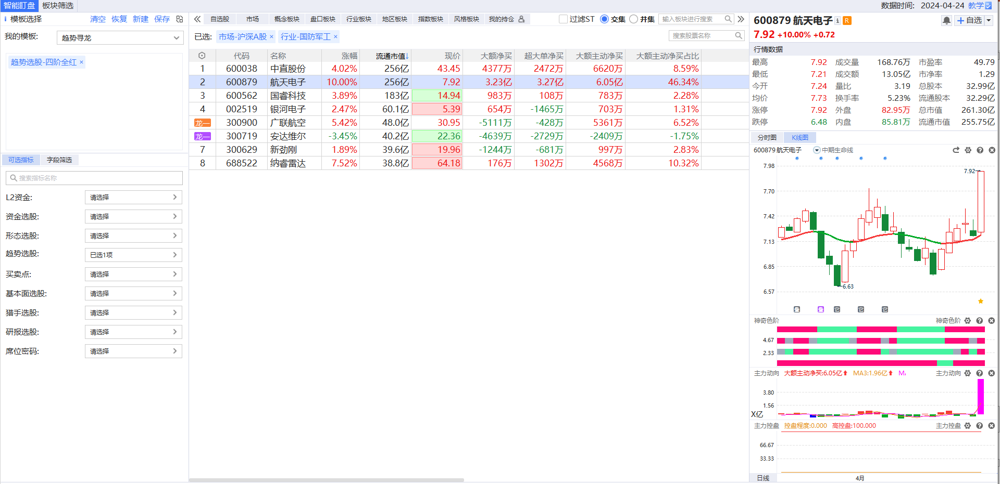 智能盯盘 板块筛选 数据时间: 2024-04-24 教学
模板选择 清空 恢复 新建 保存
自选股 市场 概念板块 盘口板块 行业板块 地区板块 指数板块 风格板块 我的持仓 过滤ST 交集 并集 输入板块进行搜索
我的模板: 趋势寻龙
已选: 市场-沪深A股 × 行业-国防军工 × 搜索股票名称
趋势选股-四阶全红 ×
可选指标 字段筛选
搜索指标名称
L2资金: 请选择
资金选股: 请选择
形态选股: 请选择
趋势选股: 已选1项
买卖点: 请选择
基本面选股: 请选择
猎手选股: 请选择
研报选股: 请选择
席位密码: 请选择
代码 名称 涨幅 流通市值↓ 现价 大额净买 超大单净买 大额主动净买 大额主动净买占比
1 600038 中直股份 4.02% 256亿 43.45 4377万 2472万 6620万 8.59%
2 600879 航天电子 10.00% 256亿 7.92 3.23亿 3.27亿 6.05亿 46.34%
3 600562 国睿科技 3.89% 183亿 14.94 983万 108万 783万 2.28%
4 002519 银河电子 2.47% 60.1亿 5.39 654万 -1465万 703万 1.31%
龙一 300900 广联航空 5.42% 48.0亿 30.95 -5111万 -428万 5361万 6.52%
龙一 300719 安达维尔 -3.45% 40.2亿 22.36 -4639万 -2729万 -2409万 -1.75%
7 300629 新劲刚 1.89% 39.6亿 19.96 -1244万 -681万 997万 2.83%
8 688522 纳睿雷达 7.52% 38.8亿 64.18 176万 1302万 4568万 10.32%
600879 航天电子 R +自选
7.92 +10.00% +0.72
行情数据
最高 7.92 成交量 168.76万 市盈率 49.79
最低 7.21 成交额 13.05亿 市净率 1.29
今开 7.24 量比 3.19 总股本 32.99亿
均价 7.73 换手率 5.23% 流通股本 32.29亿
涨停 7.92 外盘 82.95万 总市值 261.30亿
跌停 6.48 内盘 85.81万 流通市值 255.75亿
分时图 K线图
600879航天电子 中期生命线
7.98
7.92
7.70
7.42
7.13
6.85
6.63
6.57
神奇色阶 神奇色阶
4.67
2.33
主力动向 大额主动净买:6.05亿 MA3:1.96亿 主力动向
3.80
1.56
X亿
主力控盘 控盘程度:0.000 高控盘:100.000 主力控盘
66.67
33.33
日线 4月